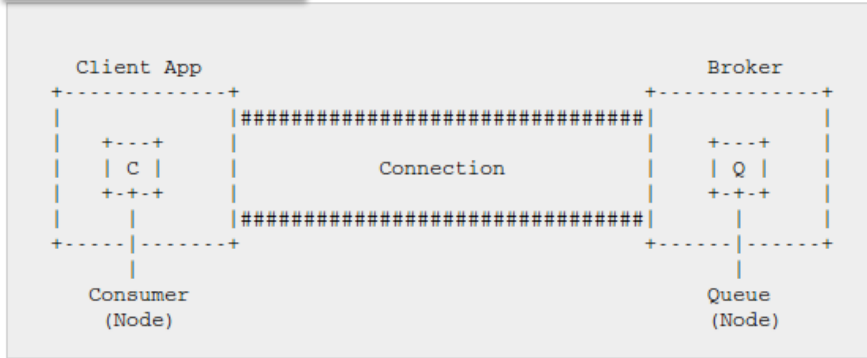 Client App                                        Broker
   +-------------+                                +-------------+
   |             |################################|             |
   |   +---+     |                                |    +---+    |
   |   | C |     |           Connection           |    | Q |    |
   |   +-+-+     |                                |    +-+-+    |
   |     |       |################################|      |      |
   +-----|-------+                                +------|------+
         |                                               |
      Consumer                                         Queue
       (Node)                                          (Node)